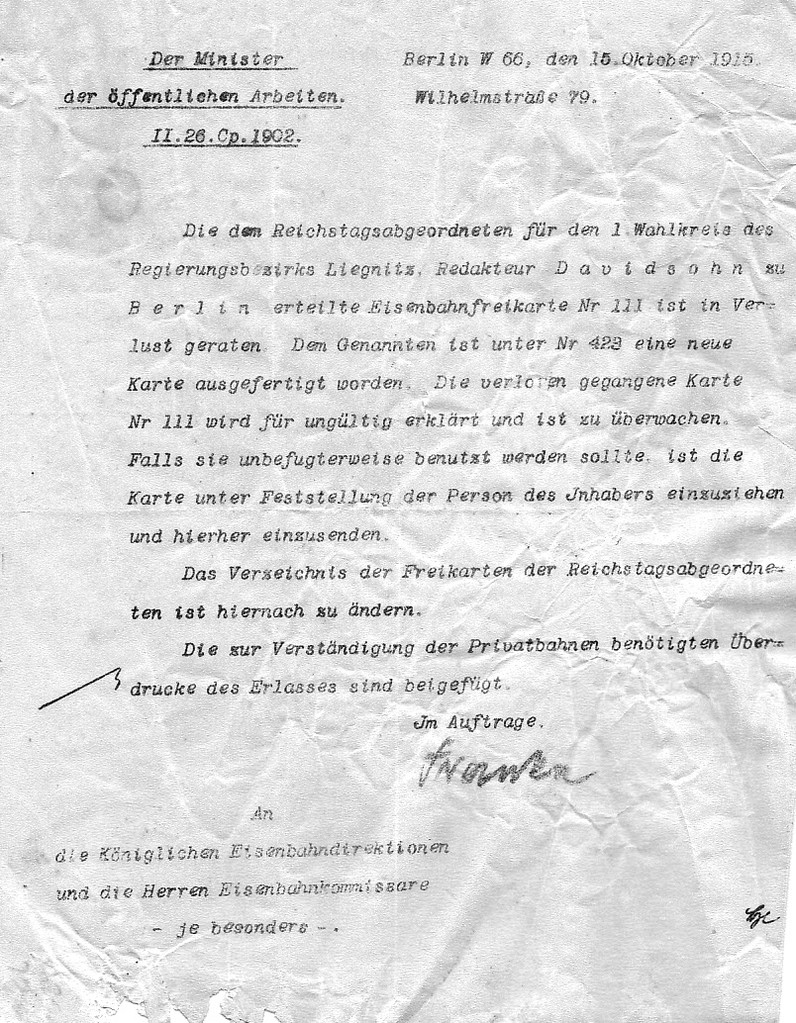 Der Minister
der öffentlichen Arbeiten.
II.26.Cp.1902.
Berlin W 66, den 15.Oktober 1915.
Wilhelmstraße 79.
Die dem Reichstagsabgeordneten für den 1 Wahlkreis des
Regierungsbezirks Liegnitz, Redakteur D a v i d s o h n zu
B e r l i n erteilte Eisenbahnfreikarte Nr 111 ist in Ver-
lust geraten. Dem Genannten ist unter Nr 423 eine neue
Karte ausgefertigt worden. Die verloren gegangene Karte
Nr 111 wird für ungültig erklärt und ist zu überwachen.
Falls sie unbefugterweise benutzt werden sollte, ist die
Karte unter Feststellung der Person des Jnhabers einzuziehen
und hierher einzusenden.
Das Verzeichnis der Freikarten der Reichstagsabgeordne-
ten ist hiernach zu ändern.
Die zur Verständigung der Privatbahnen benötigten Über-
drucke des Erlasses sind beigefügt.
Jm Auftrage.
An
die Königlichen Eisenbahndirektionen
und die Herren Eisenbahnkommissare
- je besonders -.